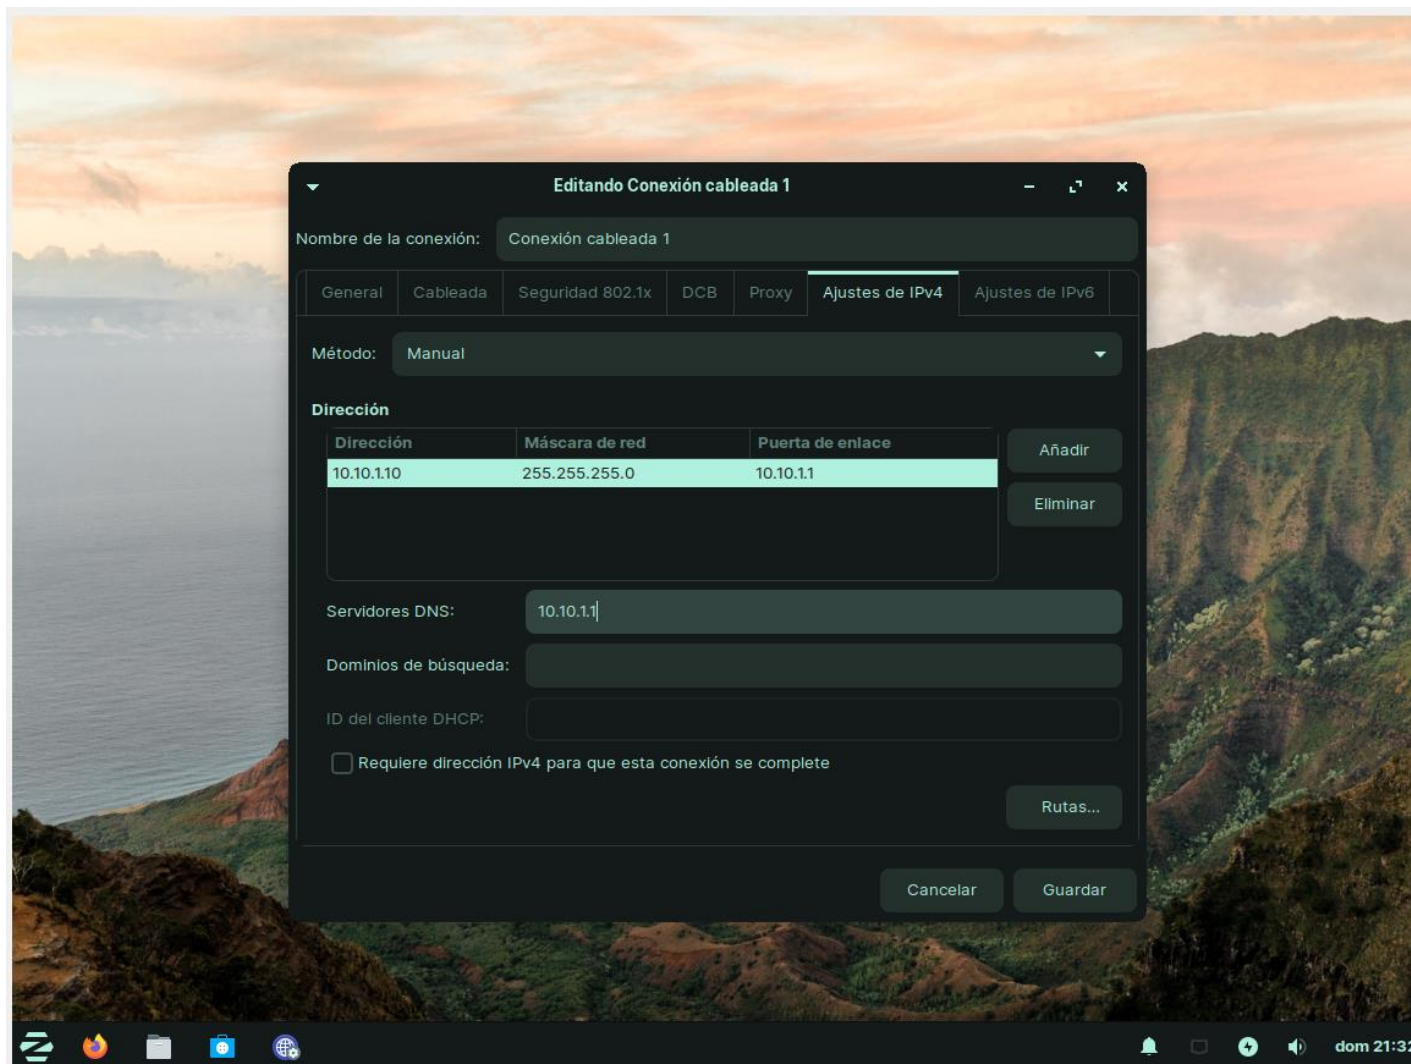 Editando Conexión cableada 1
Nombre de la conexión: Conexión cableada 1
General Cableada Seguridad 802.1x DCB Proxy Ajustes de IPv4 Ajustes de IPv6
Método: Manual
Dirección
Dirección Máscara de red Puerta de enlace
10.10.1.10 255.255.255.0 10.10.1.1
Añadir
Eliminar
Servidores DNS: 10.10.1.1
Dominios de búsqueda:
ID del cliente DHCP:
Requiere dirección IPv4 para que esta conexión se complete
Rutas...
Cancelar Guardar
dom 21:32